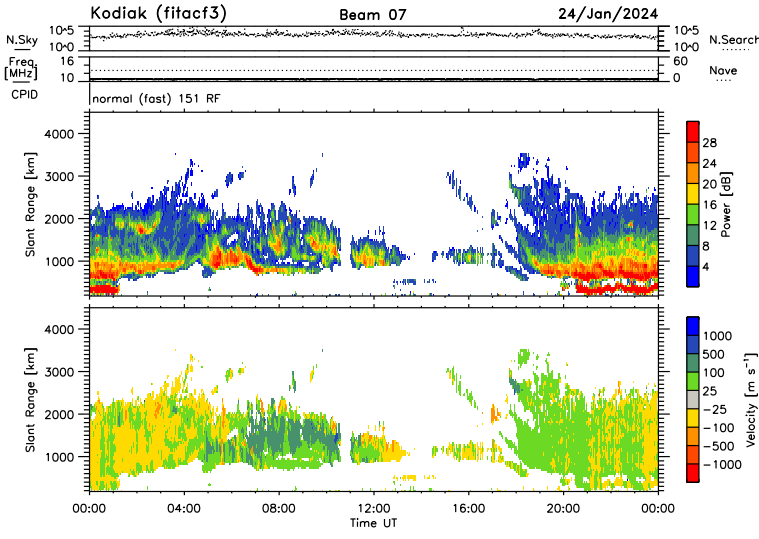 Kodiak (fitacf3) Beam 07 24/Jan/2024
N.Sky 10^5 10^0 10^5 10^0 N.Search
Freq. [MHz] 16 10 60 0 Nave
CPID normal (fast) 151 RF
Slant Range [km] 4000 3000 2000 1000
Power [dB] 28 24 20 16 12 8 4
Slant Range [km] 4000 3000 2000 1000
Velocity [m s⁻¹] 1000 500 100 25 −25 −100 −500 −1000
00:00 04:00 08:00 12:00 16:00 20:00 00:00
Time UT